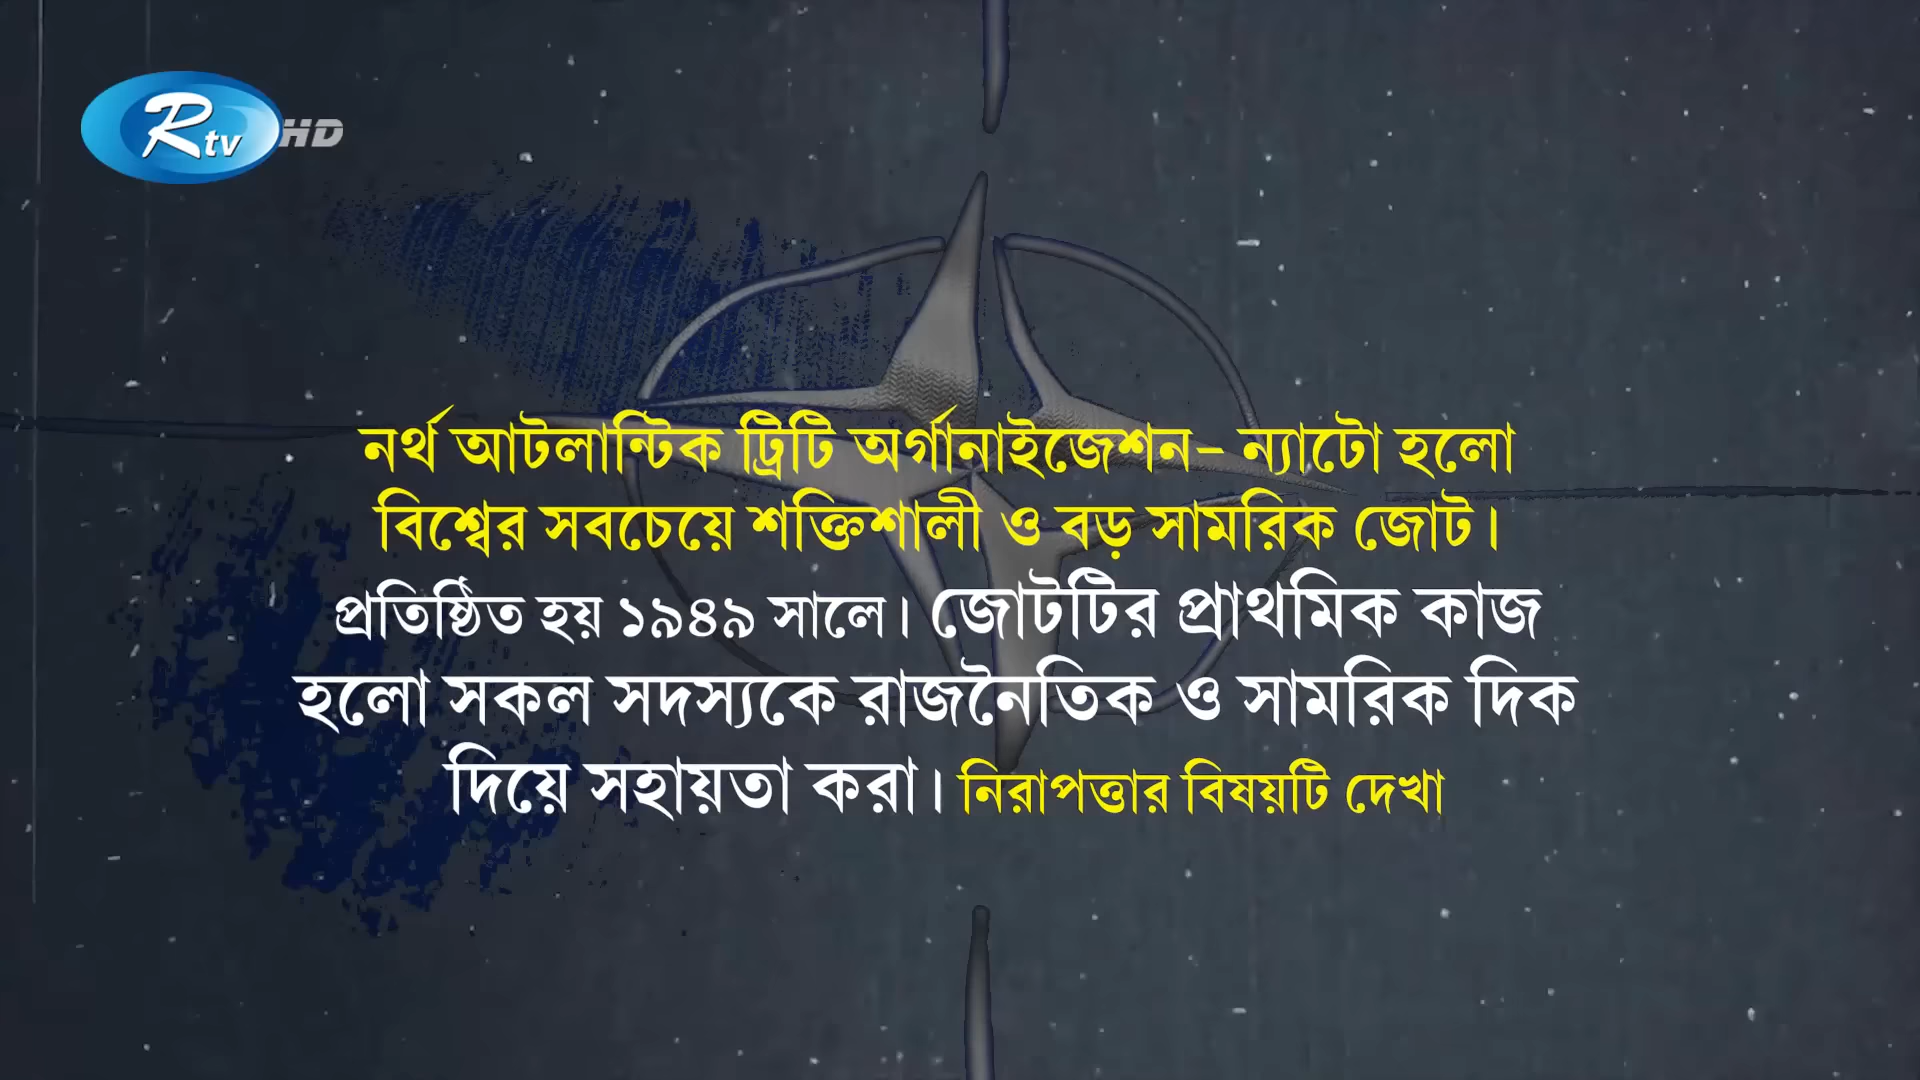 Rtv HD
নর্থ আটলান্টিক ট্রিটি অর্গানাইজেশন- ন্যাটো হলো
বিশ্বের সবচেয়ে শক্তিশালী ও বড় সামরিক জোট।
প্রতিষ্ঠিত হয় ১৯৪৯ সালে। জোটটির প্রাথমিক কাজ
হলো সকল সদস্যকে রাজনৈতিক ও সামরিক দিক
দিয়ে সহায়তা করা। নিরাপত্তার বিষয়টি দেখা